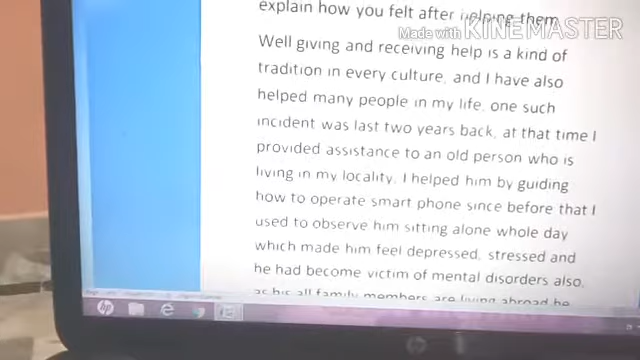 explain how you felt after helping them
Made with KINEMASTER
Well giving and receiving help is a kind of
tradition in every culture, and I have also
helped many people in my life, one such
incident was last two years back, at that time I
provided assistance to an old person who is
living in my locality, I helped him by guiding
how to operate smart phone since before that I
used to observe him sitting alone whole day
which made him feel depressed, stressed and
he had become victim of mental disorders also,
as his all family members are living abroad he
hp